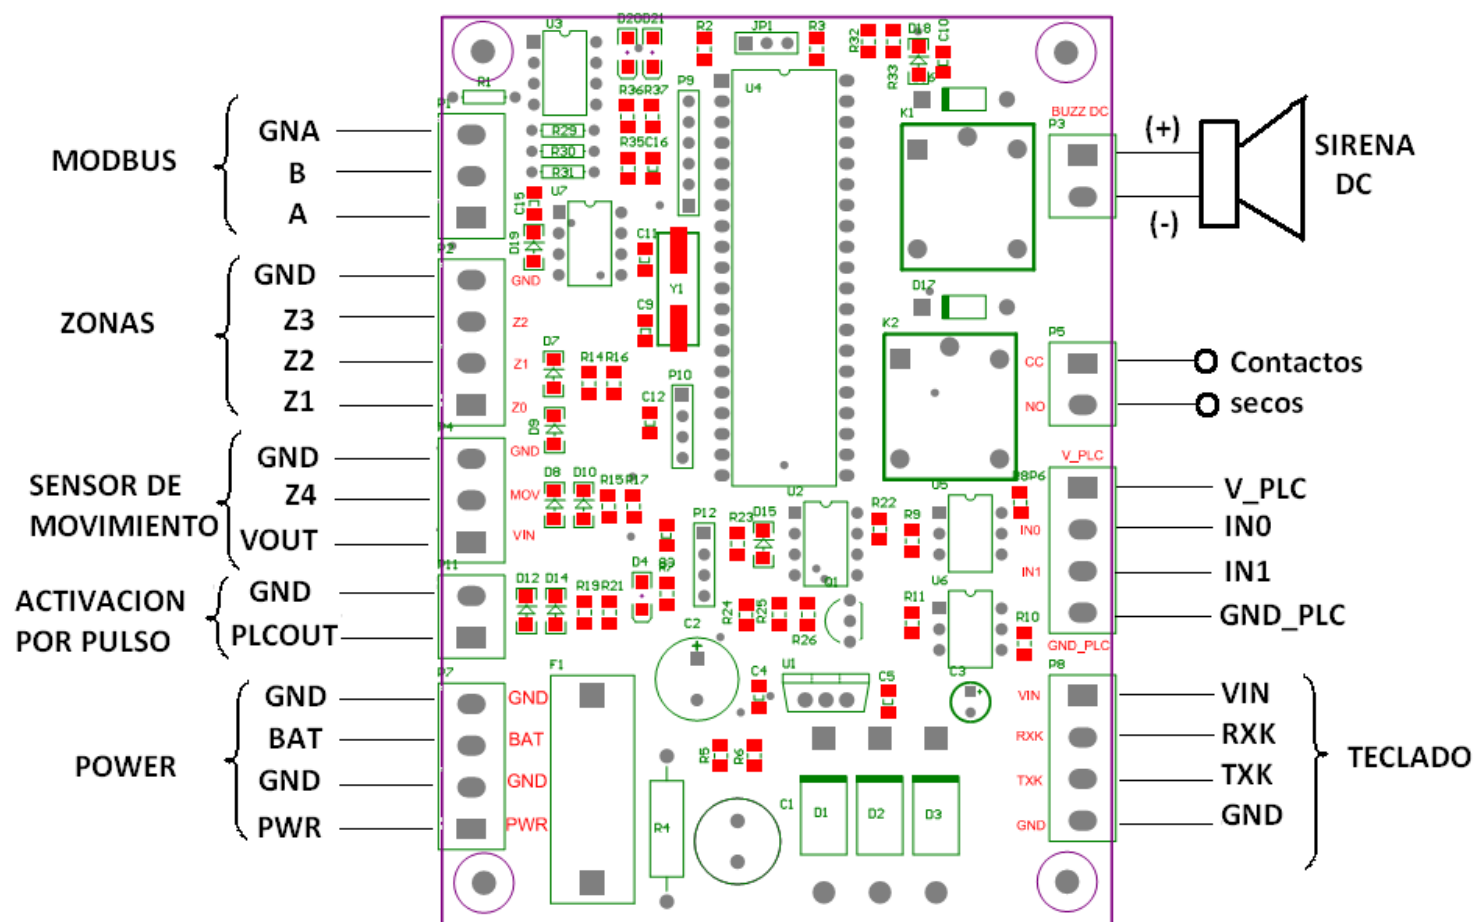 MODBUS
GNA
B
A
ZONAS
GND
Z3
Z2
Z1
SENSOR DE
MOVIMIENTO
GND
Z4
VOUT
ACTIVACION
POR PULSO
GND
PLCOUT
POWER
GND
BAT
GND
PWR
P1
P2
GND
Z2
Z1
Z0
P4
GND
MOV
VIN
P11
P7
GND
BAT
GND
PWR
R1
U3
D20 D21
R2
JP1
R3
R32
R33
D18
C10
P9
U4
R36 R37
R29
R30
R31
R35 C16
U7
C15
D19
C11
Y1
C9
D7
R14 R16
P10
C12
D9
D8
D10
R15 R17
P12
R23
D15
U2
R22
R9
U5
D12 D14
R19 R21
D4
R7
R24
R25
R26
Q1
R11
U6
R10
C2
F1
C4
U1
C5
C3
R5
R6
R4
C1
D1
D2
D3
K1
D17
K2
BUZZ DC
P3
P5
CC
NO
V_PLC
P6
IN0
IN1
GND_PLC
P8
VIN
RXK
TXK
GND
(+)
(-)
SIRENA
DC
Contactos
secos
V_PLC
IN0
IN1
GND_PLC
VIN
RXK
TXK
GND
TECLADO